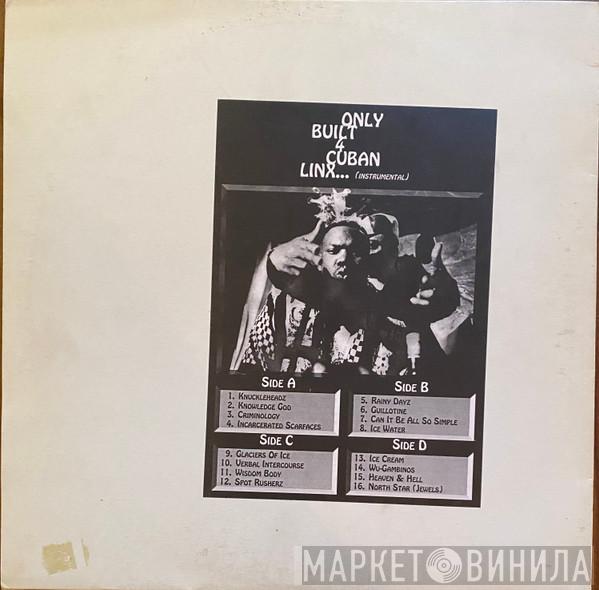 ONLY
BUILT
4
CUBAN
LINX... (INSTRUMENTAL)
SIDE A
1. KNUCKLEHEADZ
2. KNOWLEDGE GOD
3. CRIMINOLOGY
4. INCARCERATED SCARFACES
SIDE B
5. RAINY DAYZ
6. GUILLOTINE
7. CAN IT BE ALL SO SIMPLE
8. ICE WATER
SIDE C
9. GLACIERS OF ICE
10. VERBAL INTERCOURSE
11. WISDOM BODY
12. SPOT RUSHERZ
SIDE D
13. ICE CREAM
14. WU-GAMBINOS
15. HEAVEN & HELL
16. NORTH STAR (JEWELS)
МАРКЕТ ВИНИЛА